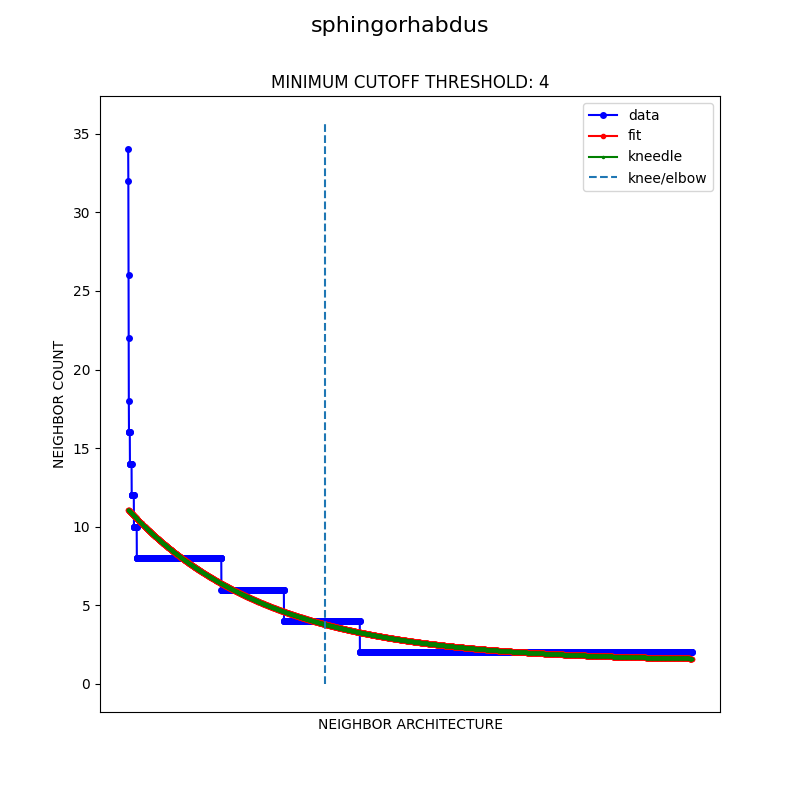 sphingorhabdus
MINIMUM CUTOFF THRESHOLD: 4
data
fit
kneedle
knee/elbow
35
30
25
20
15
10
5
0
NEIGHBOR COUNT
NEIGHBOR ARCHITECTURE